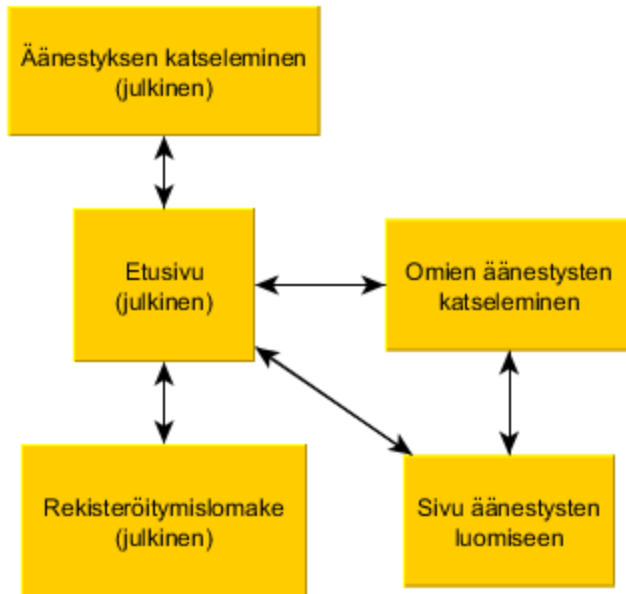 Äänestyksen katseleminen
(julkinen)
Etusivu
(julkinen)
Omien äänestysten
katseleminen
Rekisteröitymislomake
(julkinen)
Sivu äänestysten
luomiseen